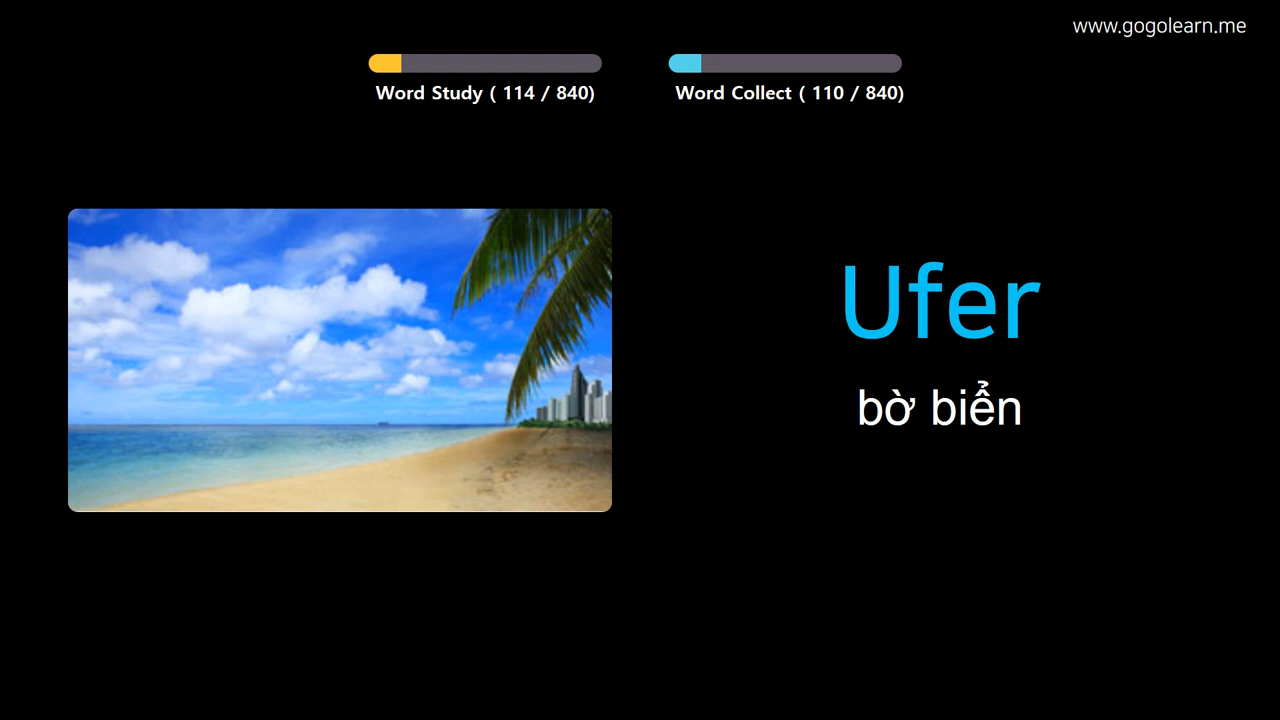 www.gogolearn.me
Word Study ( 114 / 840)
Word Collect ( 110 / 840)
Ufer
bờ biển